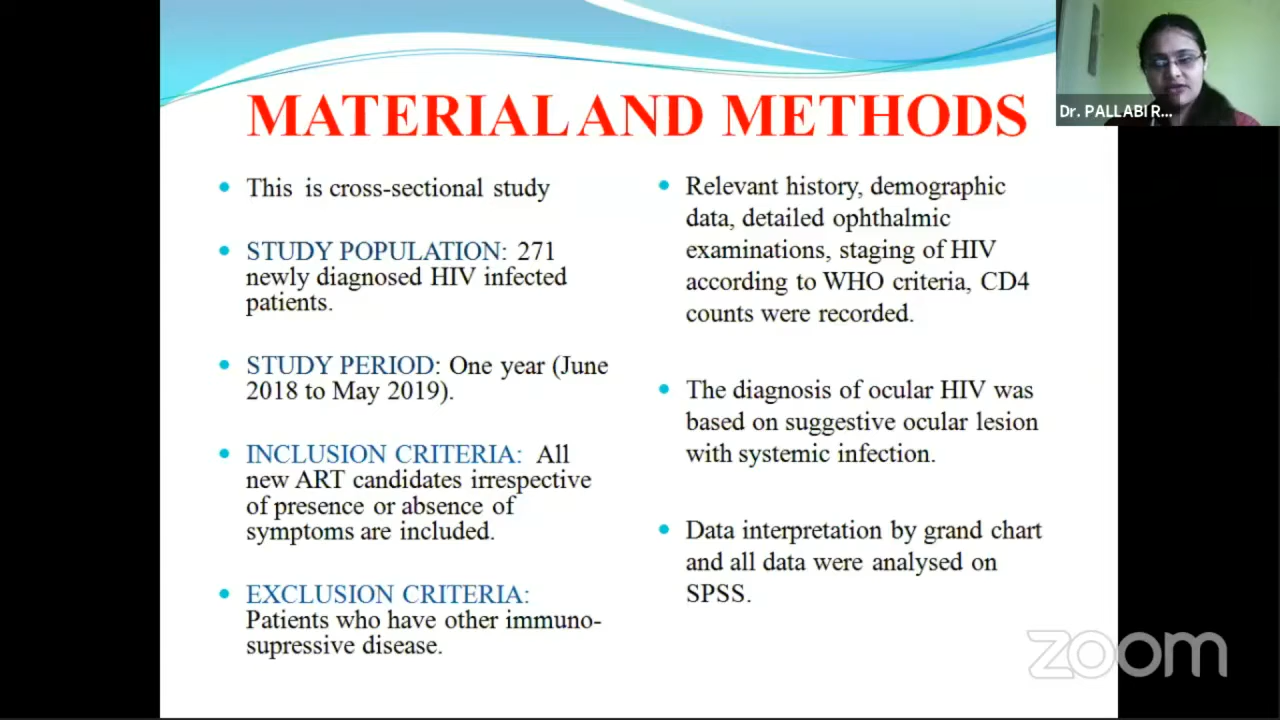 MATERIAL AND METHODS
Dr. PALLABI R...
This is cross-sectional study
STUDY POPULATION: 271
newly diagnosed HIV infected
patients.
STUDY PERIOD: One year (June
2018 to May 2019).
INCLUSION CRITERIA: All
new ART candidates irrespective
of presence or absence of
symptoms are included.
EXCLUSION CRITERIA:
Patients who have other immuno-
supressive disease.
Relevant history, demographic
data, detailed ophthalmic
examinations, staging of HIV
according to WHO criteria, CD4
counts were recorded.
The diagnosis of ocular HIV was
based on suggestive ocular lesion
with systemic infection.
Data interpretation by grand chart
and all data were analysed on
SPSS.
zoom